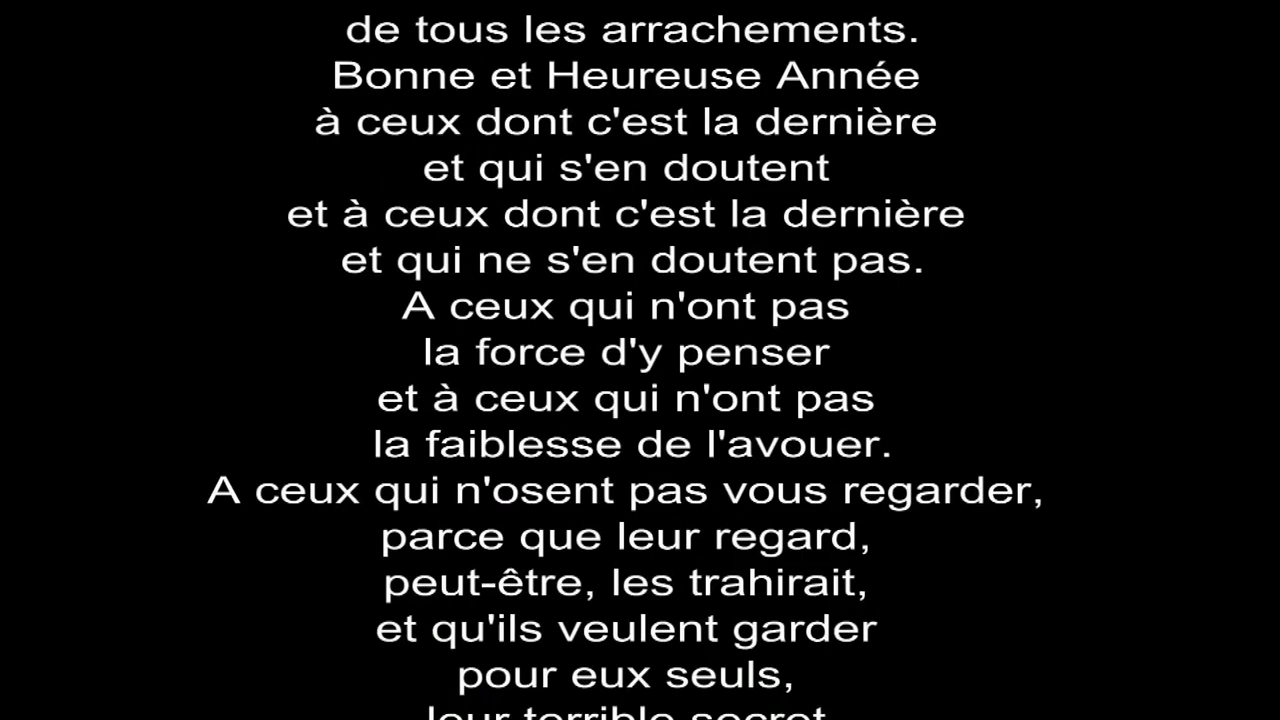 de tous les arrachements.
Bonne et Heureuse Année
à ceux dont c'est la dernière
et qui s'en doutent
et à ceux dont c'est la dernière
et qui ne s'en doutent pas.
A ceux qui n'ont pas
la force d'y penser
et à ceux qui n'ont pas
la faiblesse de l'avouer.
A ceux qui n'osent pas vous regarder,
parce que leur regard,
peut-être, les trahirait,
et qu'ils veulent garder
pour eux seuls,
leur terrible secret